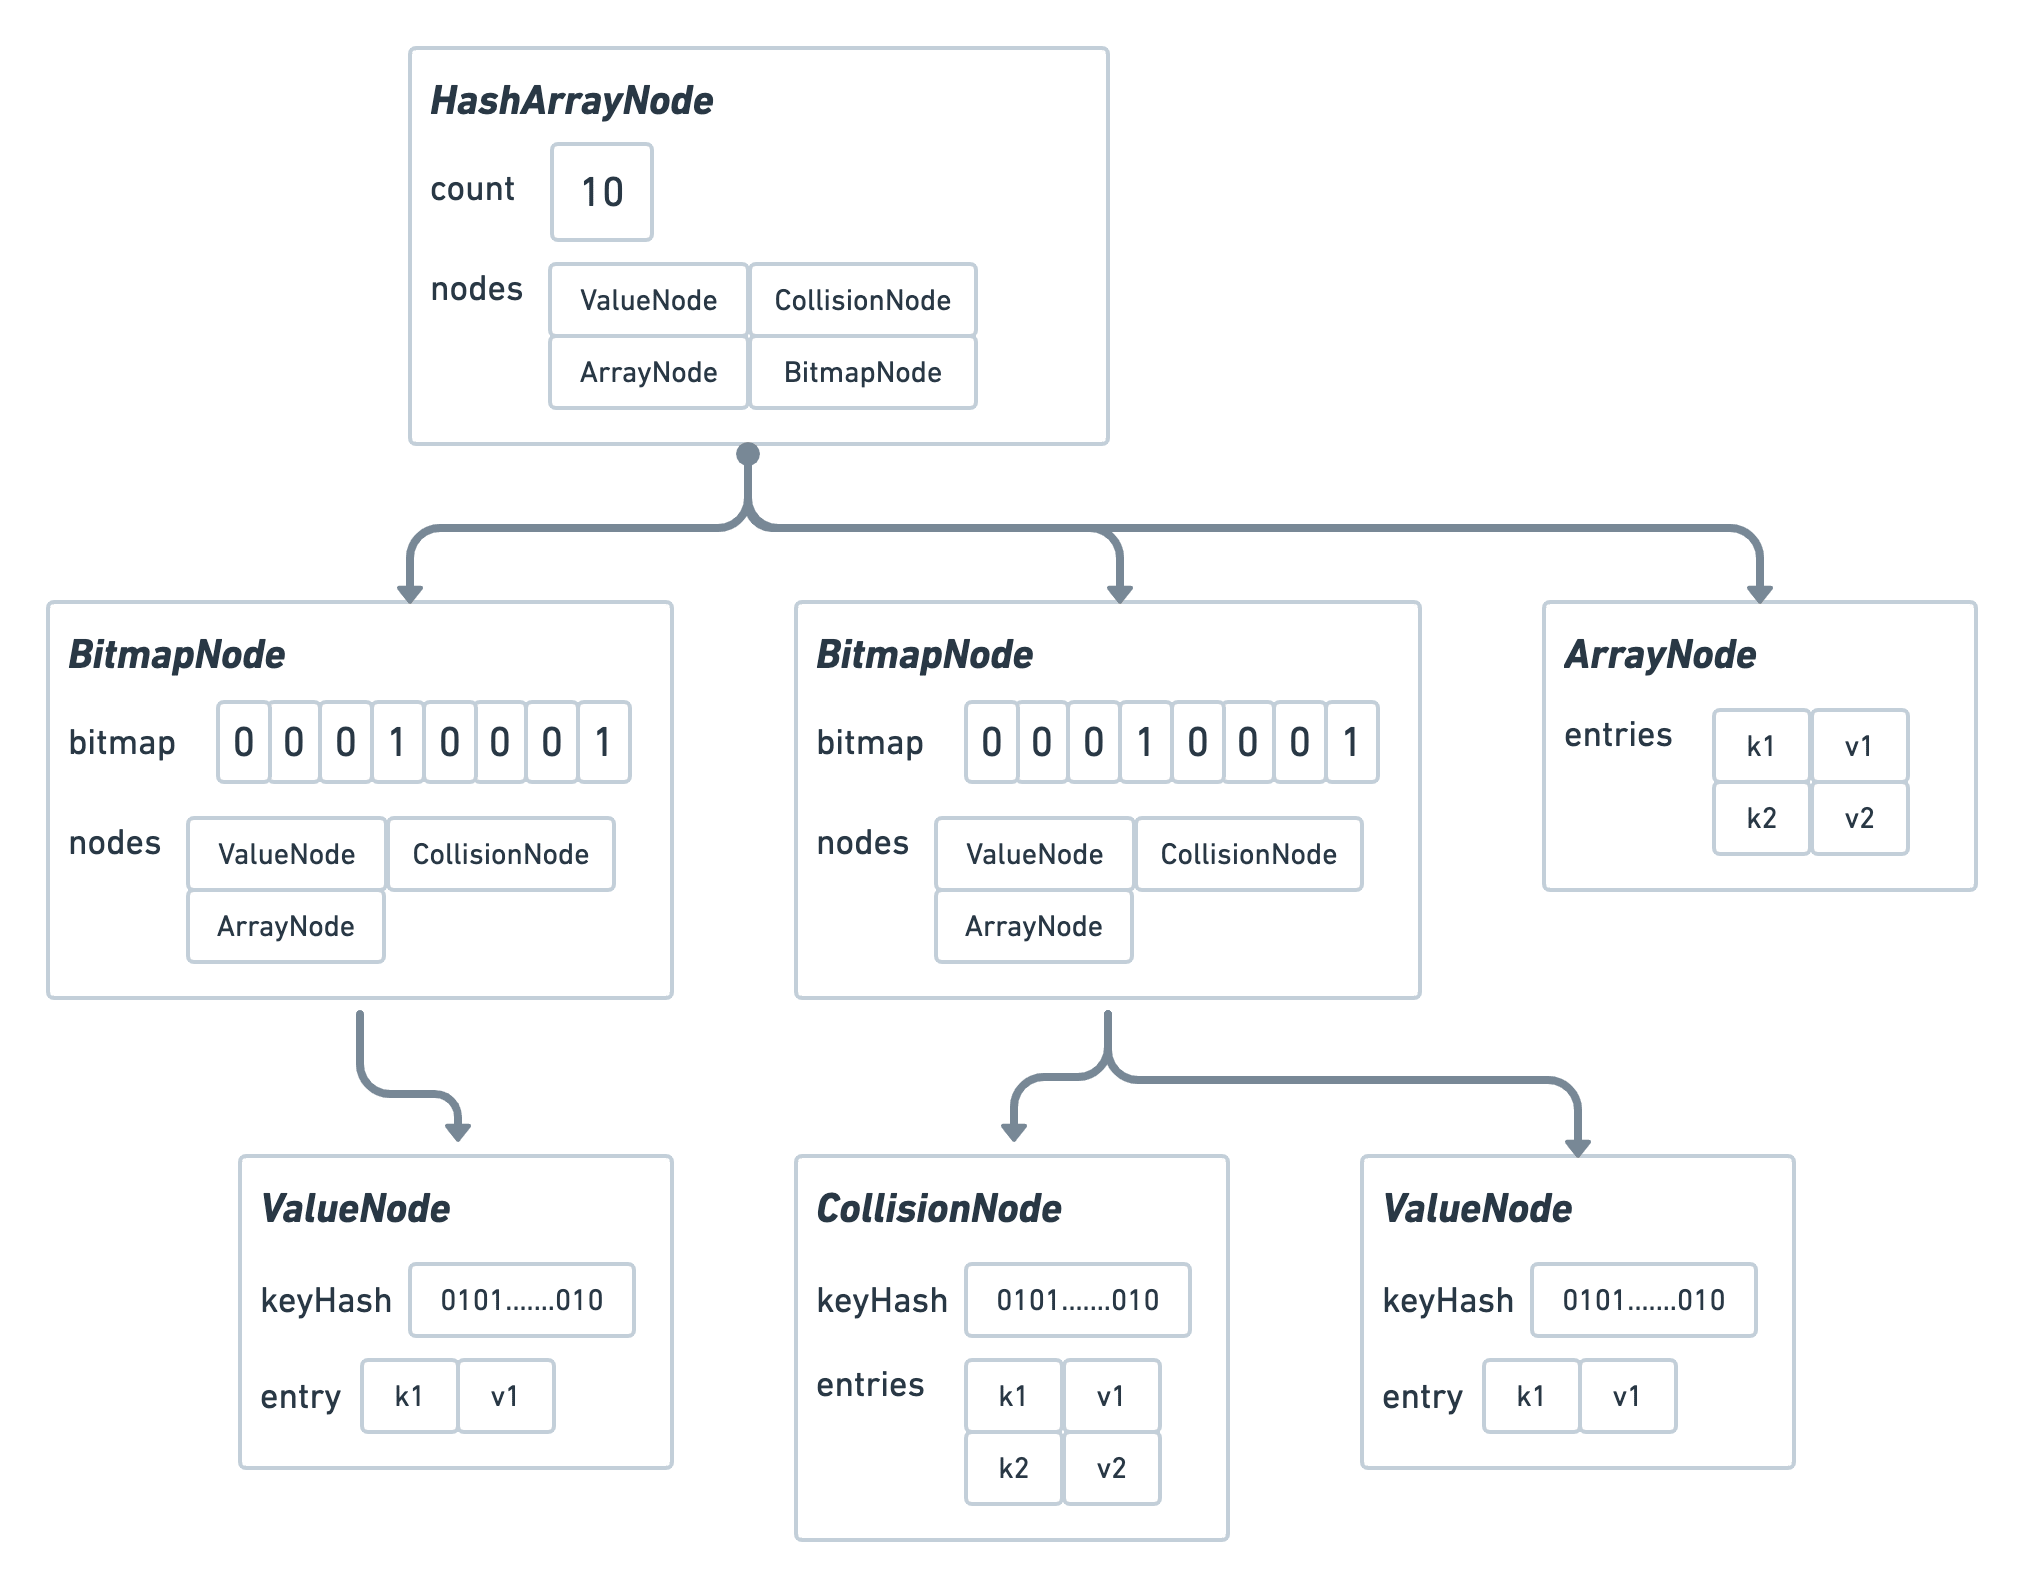 HashArrayNode
count 10
nodes ValueNode CollisionNode
ArrayNode BitmapNode
BitmapNode
bitmap 0 0 0 1 0 0 0 1
nodes ValueNode CollisionNode
ArrayNode
BitmapNode
bitmap 0 0 0 1 0 0 0 1
nodes ValueNode CollisionNode
ArrayNode
ArrayNode
entries k1 v1
k2 v2
ValueNode
keyHash 0101.......010
entry k1 v1
CollisionNode
keyHash 0101.......010
entries k1 v1
k2 v2
ValueNode
keyHash 0101.......010
entry k1 v1